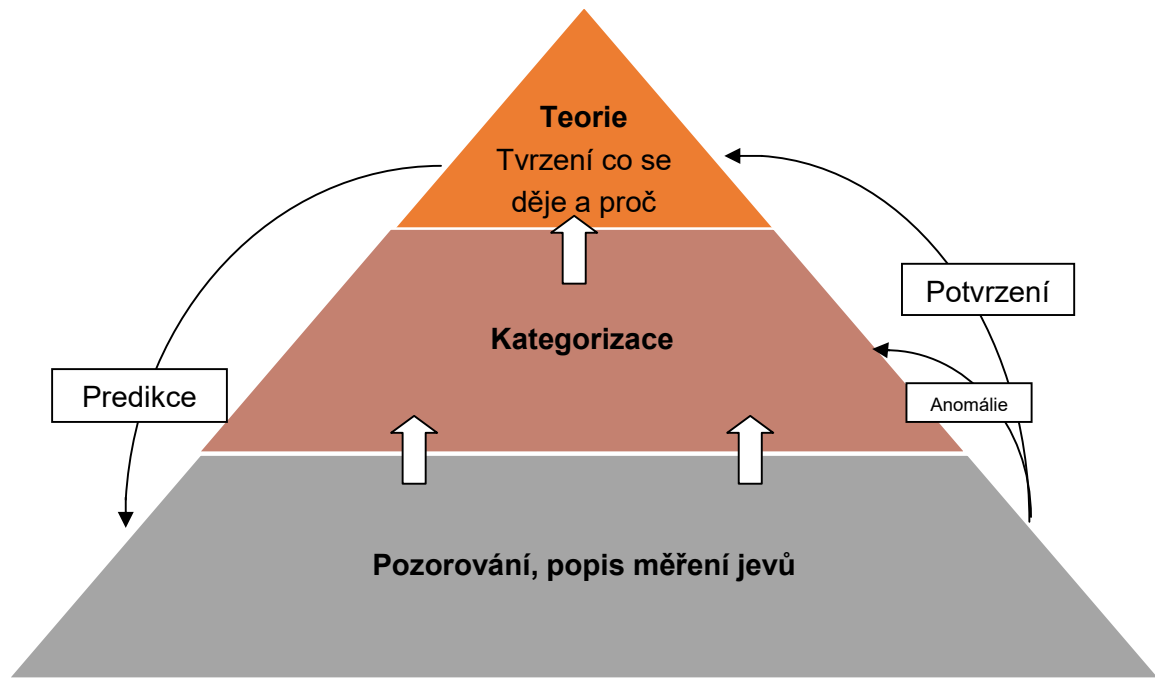 Teorie
Tvrzení co se
děje a proč
Potvrzení
Kategorizace
Predikce
Anomálie
Pozorování, popis měření jevů